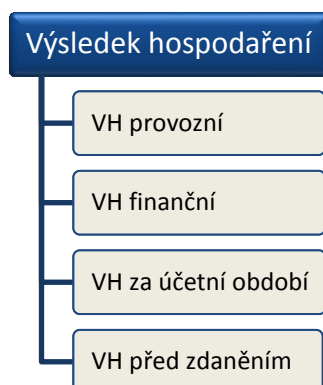 Výsledek hospodaření
VH provozní
VH finanční
VH za účetní období
VH před zdaněním